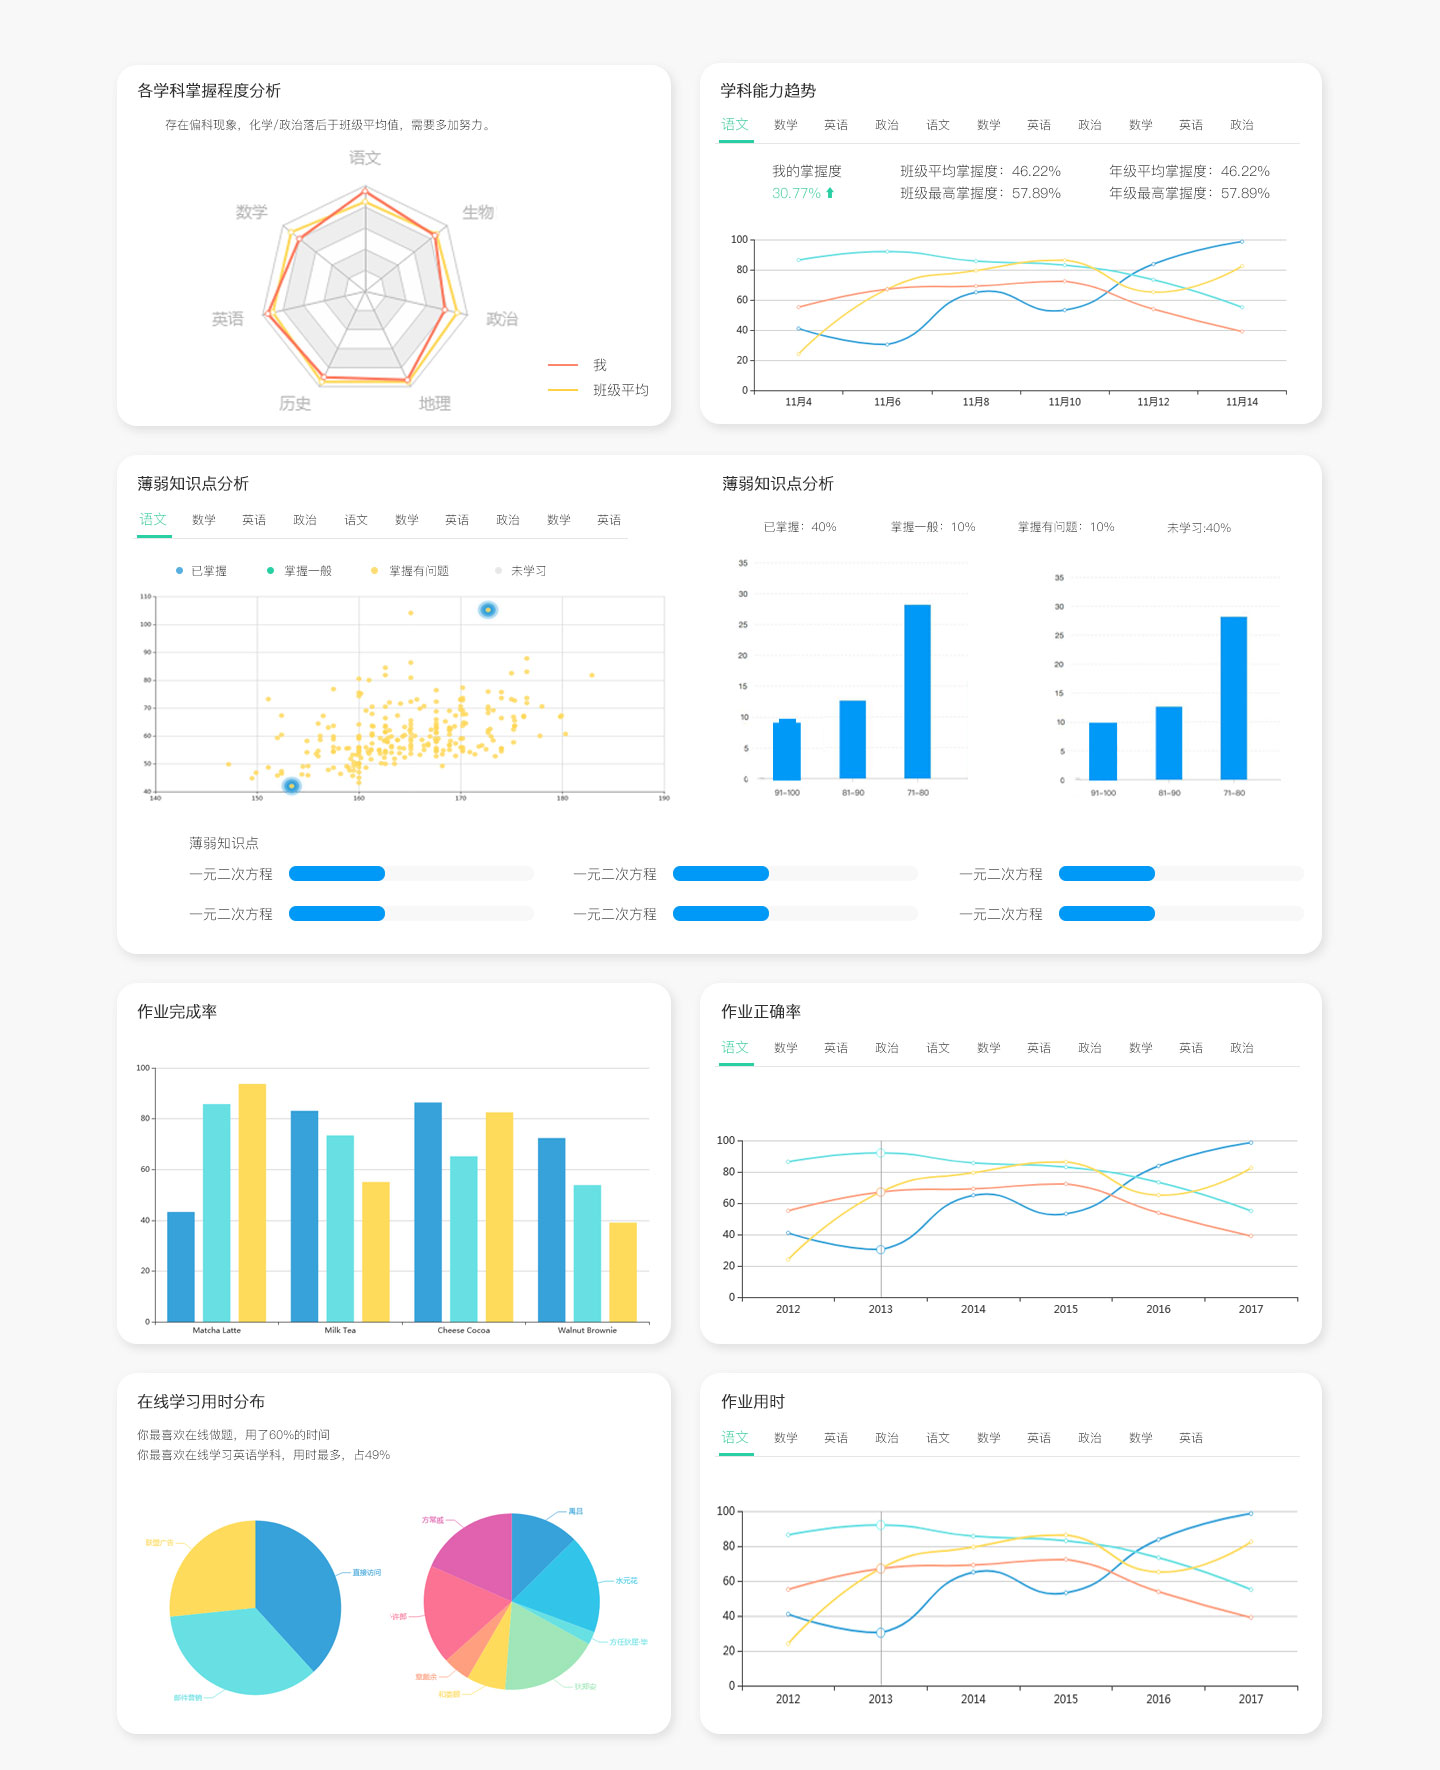 各学科掌握程度分析
存在偏科现象，化学/政治落后于班级平均值，需要多加努力。
语文
数学
生物
英语
政治
历史
地理
我
班级平均
学科能力趋势
语文 数学 英语 政治 语文 数学 英语 政治 数学 英语 政治
我的掌握度 班级平均掌握度：46.22% 年级平均掌握度：46.22%
30.77% 班级最高掌握度：57.89% 年级最高掌握度：57.89%
100
80
60
40
20
0
11月4 11月6 11月8 11月10 11月12 11月14
薄弱知识点分析
语文 数学 英语 政治 语文 数学 英语 政治 数学 英语
已掌握 掌握一般 掌握有问题 未学习
110
100
90
80
70
60
50
40
140 150 160 170 180 190
薄弱知识点分析
已掌握：40% 掌握一般：10% 掌握有问题：10% 未学习:40%
35
30
25
20
15
10
5
0
91-100 81-90 71-80
35
30
25
20
15
10
5
0
91-100 81-90 71-80
薄弱知识点
一元二次方程 一元二次方程 一元二次方程
一元二次方程 一元二次方程 一元二次方程
作业完成率
100
80
60
40
20
0
Matcha Latte Milk Tea Cheese Cocoa Walnut Brownie
作业正确率
语文 数学 英语 政治 语文 数学 英语 政治 数学 英语 政治
100
80
60
40
20
0
2012 2013 2014 2015 2016 2017
在线学习用时分布
你最喜欢在线做题，用了60%的时间
你最喜欢在线学习英语学科，用时最多，占49%
联盟广告
直接访问
邮件营销
方常戚
禹吕
水元花
作业用时
语文 数学 英语 政治 语文 数学 英语 政治 数学 英语
100
80
60
40
20
0
2012 2013 2014 2015 2016 2017